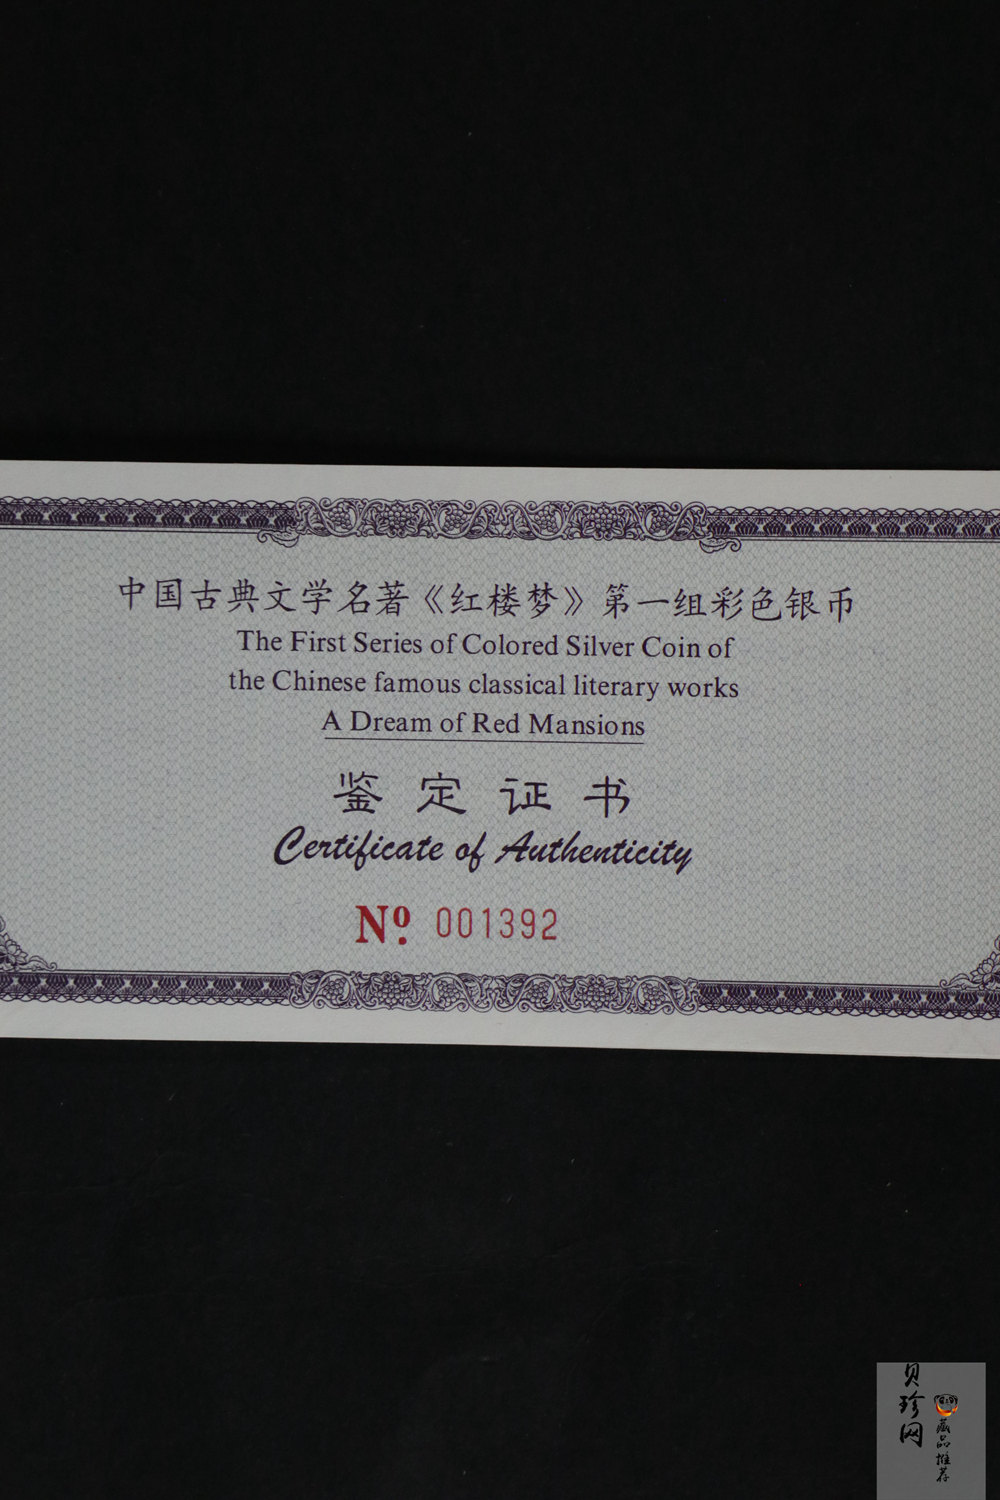 中国古典文学名著《红楼梦》第一组彩色银币
The First Series of Colored Silver Coin of
the Chinese famous classical literary works
A Dream of Red Mansions
鉴定证书
Certificate of Authenticity
Nº 001392
贝珍网
藏品推荐